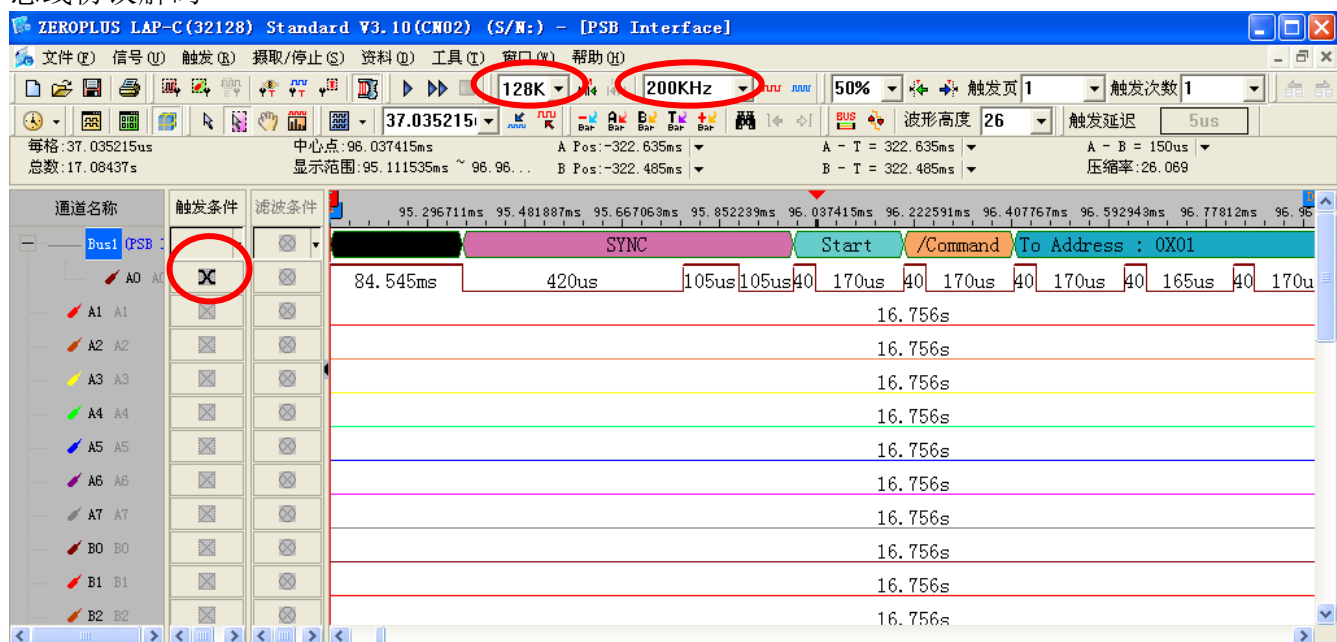 ZEROPLUS LAP-C(32128) Standard V3.10(CN02) (S/N:) - [PSB Interface]
文件(F) 信号(U) 触发(R) 摄取/停止(S) 资料(D) 工具(T) 窗口(W) 帮助(H)
128K 200KHz 50% 触发页 1 触发次数 1
37.035215 Bar Bar Bar Bar Bar BUS 波形高度 26 触发延迟 5us
每格:37.035215us 中心点:96.037415ms A Pos:-322.635ms A - T = 322.635ms A - B = 150us
总数:17.08437s 显示范围:95.111535ms ~ 96.96... B Pos:-322.485ms B - T = 322.485ms 压缩率:26.069
通道名称 触发条件 滤波条件 95.296711ms 95.481887ms 95.667063ms 95.852239ms 96.037415ms 96.222591ms 96.407767ms 96.592943ms 96.77812ms 96.96
Bus1 (PSB SYNC Start /Command To Address : 0X01
A0 A0 84.545ms 420us 105us 105us 40 170us 40 170us 40 170us 40 165us 40 170u
A1 A1 16.756s
A2 A2 16.756s
A3 A3 16.756s
A4 A4 16.756s
A5 A5 16.756s
A6 A6 16.756s
A7 A7 16.756s
B0 B0 16.756s
B1 B1 16.756s
B2 B2 16.756s